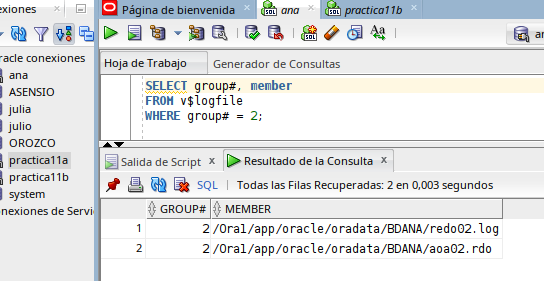 exiones
Página de bienvenida
ana
practica11b
racle conexiones
ana
ASENSIO
julia
julio
OROZCO
practica11a
practica11b
system
onexiones de Servic
an
Hoja de Trabajo
Generador de Consultas
SELECT group#, member
FROM v$logfile
WHERE group# = 2;
Salida de Script x
Resultado de la Consulta x
SQL | Todas las Filas Recuperadas: 2 en 0,003 segundos
GROUP# MEMBER
1 2 /Ora1/app/oracle/oradata/BDANA/redo02.log
2 2 /Ora1/app/oracle/oradata/BDANA/aoa02.rdo